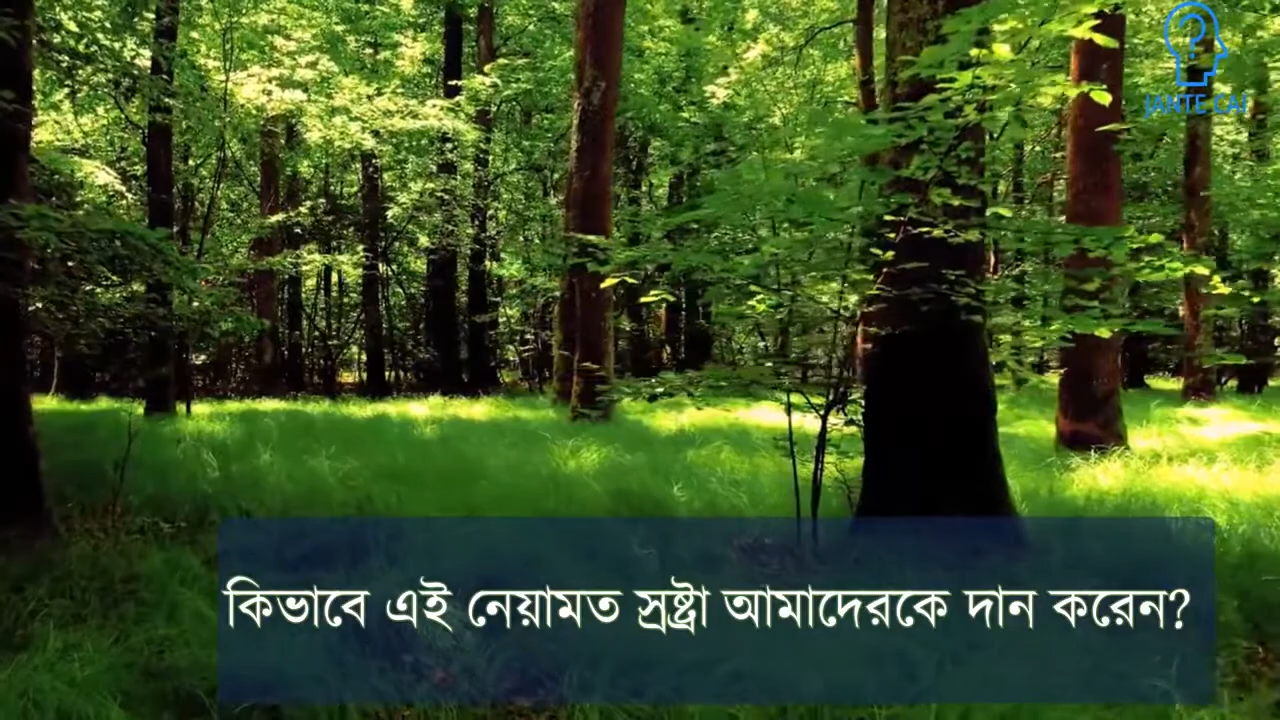 JANTE CAI
কিভাবে এই নেয়ামত স্রষ্ট্রা আমাদেরকে দান করেন?